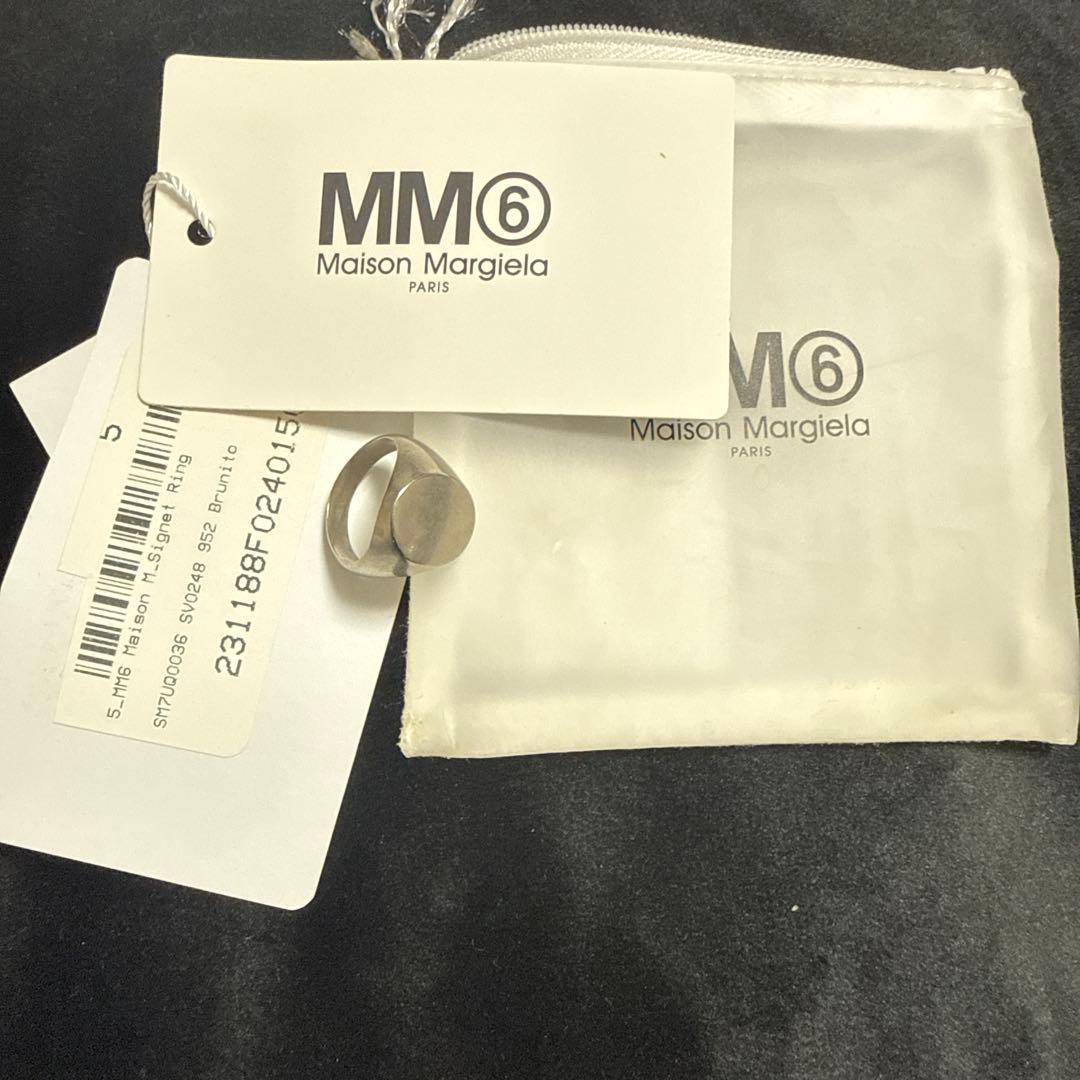 MM⑥
Maison Margiela
PARIS
M⑥
Maison Margiela
PARIS
5
5_MM6 Maison M_Signet Ring
SM7UQ0036 SV0248 952 Brunito
231188F024015